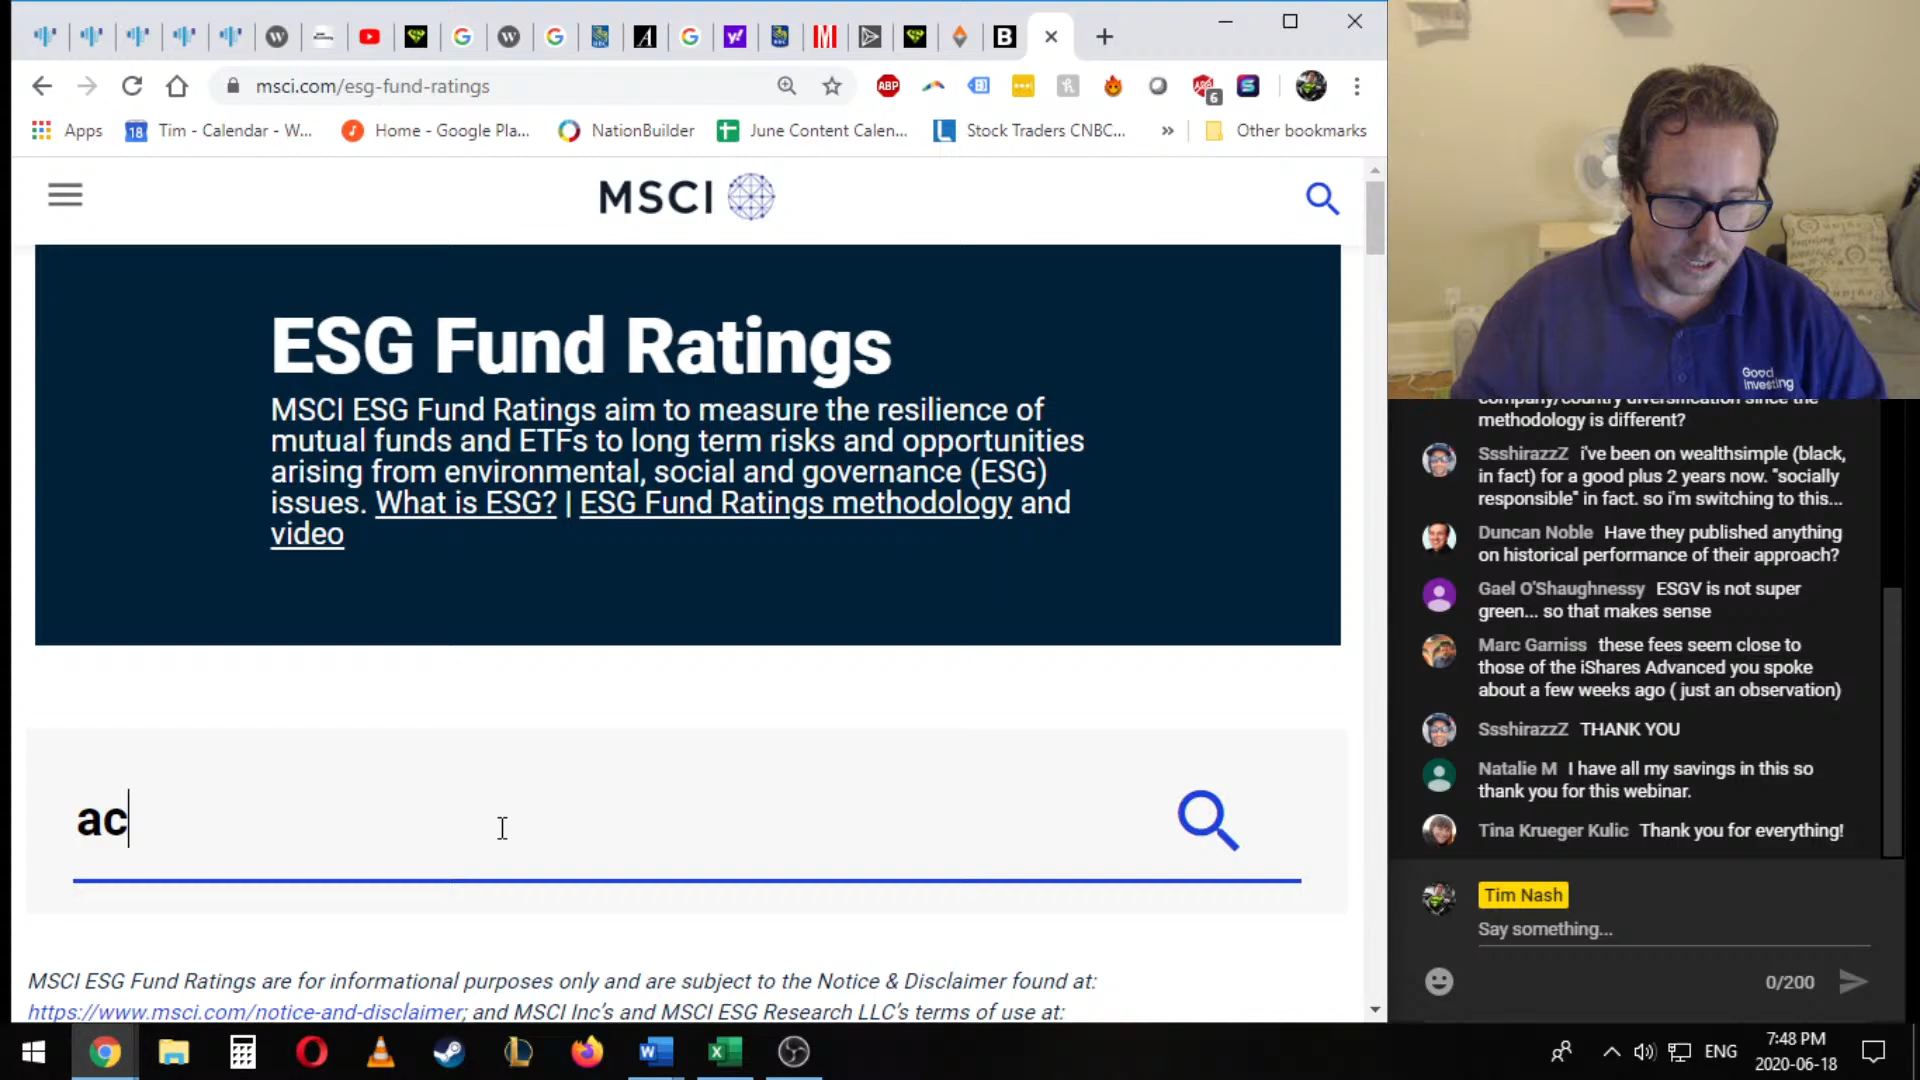 msci.com/esg-fund-ratings
ABP
6
Apps
18
Tim - Calendar - W...
Home - Google Pla...
NationBuilder
June Content Calen...
Stock Traders CNBC...
»
Other bookmarks
MSCI
ESG Fund Ratings
MSCI ESG Fund Ratings aim to measure the resilience of
mutual funds and ETFs to long term risks and opportunities
arising from environmental, social and governance (ESG)
issues. What is ESG? | ESG Fund Ratings methodology and
video
ac
MSCI ESG Fund Ratings are for informational purposes only and are subject to the Notice & Disclaimer found at:
https://www.msci.com/notice-and-disclaimer; and MSCI Inc's and MSCI ESG Research LLC's terms of use at:
Good
Investing
company/country diversification since the
methodology is different?
SsshirazzZ i've been on wealthsimple (black,
in fact) for a good plus 2 years now. "socially
responsible" in fact. so i'm switching to this...
Duncan Noble Have they published anything
on historical performance of their approach?
Gael O'Shaughnessy ESGV is not super
green... so that makes sense
Marc Garniss these fees seem close to
those of the iShares Advanced you spoke
about a few weeks ago ( just an observation)
SsshirazzZ THANK YOU
Natalie M I have all my savings in this so
thank you for this webinar.
Tina Krueger Kulic Thank you for everything!
Tim Nash
Say something...
0/200
ENG
7:48 PM
2020-06-18